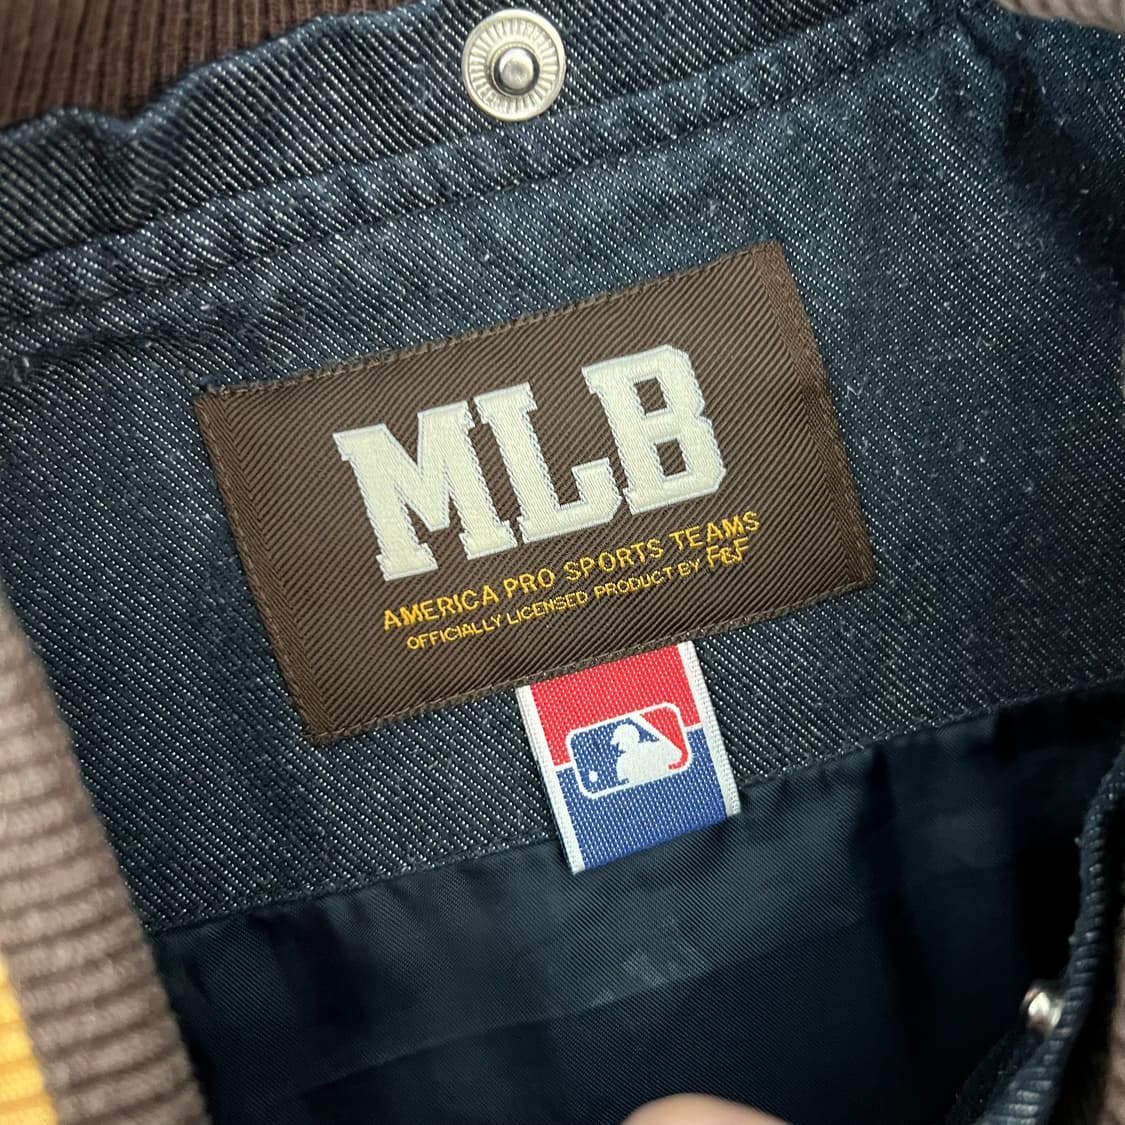 MLB
AMERICA PRO SPORTS TEAMS
OFFICIALLY LICENSED PRODUCT BY F&F